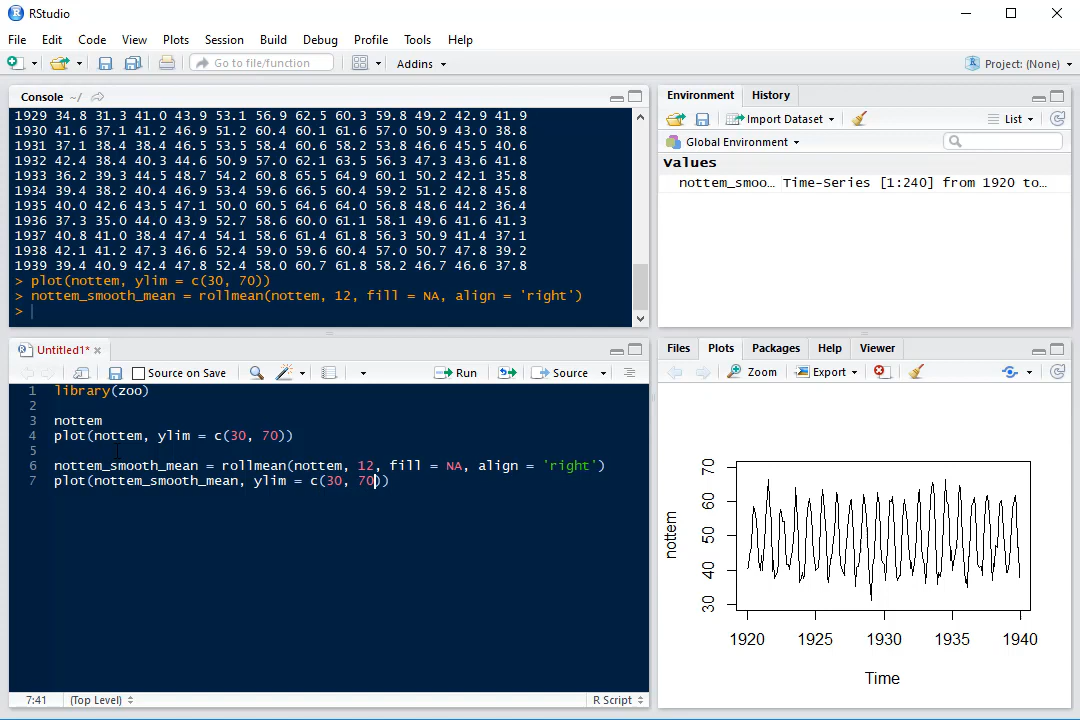 RStudio
File Edit Code View Plots Session Build Debug Profile Tools Help
Go to file/function Addins Project: (None)
Console ~/
1929 34.8 31.3 41.0 43.9 53.1 56.9 62.5 60.3 59.8 49.2 42.9 41.9
1930 41.6 37.1 41.2 46.9 51.2 60.4 60.1 61.6 57.0 50.9 43.0 38.8
1931 37.1 38.4 38.4 46.5 53.5 58.4 60.6 58.2 53.8 46.6 45.5 40.6
1932 42.4 38.4 40.3 44.6 50.9 57.0 62.1 63.5 56.3 47.3 43.6 41.8
1933 36.2 39.3 44.5 48.7 54.2 60.8 65.5 64.9 60.1 50.2 42.1 35.8
1934 39.4 38.2 40.4 46.9 53.4 59.6 66.5 60.4 59.2 51.2 42.8 45.8
1935 40.0 42.6 43.5 47.1 50.0 60.5 64.6 64.0 56.8 48.6 44.2 36.4
1936 37.3 35.0 44.0 43.9 52.7 58.6 60.0 61.1 58.1 49.6 41.6 41.3
1937 40.8 41.0 38.4 47.4 54.1 58.6 61.4 61.8 56.3 50.9 41.4 37.1
1938 42.1 41.2 47.3 46.6 52.4 59.0 59.6 60.4 57.0 50.7 47.8 39.2
1939 39.4 40.9 42.4 47.8 52.4 58.0 60.7 61.8 58.2 46.7 46.6 37.8
> plot(nottem, ylim = c(30, 70))
> nottem_smooth_mean = rollmean(nottem, 12, fill = NA, align = 'right')
>
Environment History
Import Dataset List
Global Environment
Values
nottem_smoo… Time-Series [1:240] from 1920 to…
Untitled1*
Source on Save Run Source
1 library(zoo)
2
3 nottem
4 plot(nottem, ylim = c(30, 70))
5
6 nottem_smooth_mean = rollmean(nottem, 12, fill = NA, align = 'right')
7 plot(nottem_smooth_mean, ylim = c(30, 70))
7:41 (Top Level) R Script
Files Plots Packages Help Viewer
Zoom Export
nottem
70
60
50
40
30
1920 1925 1930 1935 1940
Time